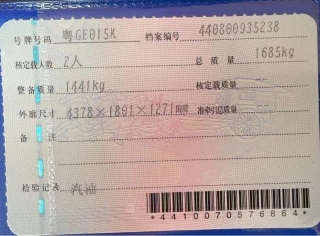 号牌号码 粤GE015K 档案编号 440800935238
核定载人数 2人 总质量 1685kg
整备质量 1441kg 核定载质量
外廓尺寸 4378×1801×1271mm 准牵引总质量
备注
检验记录 汽油
*4410070576864*